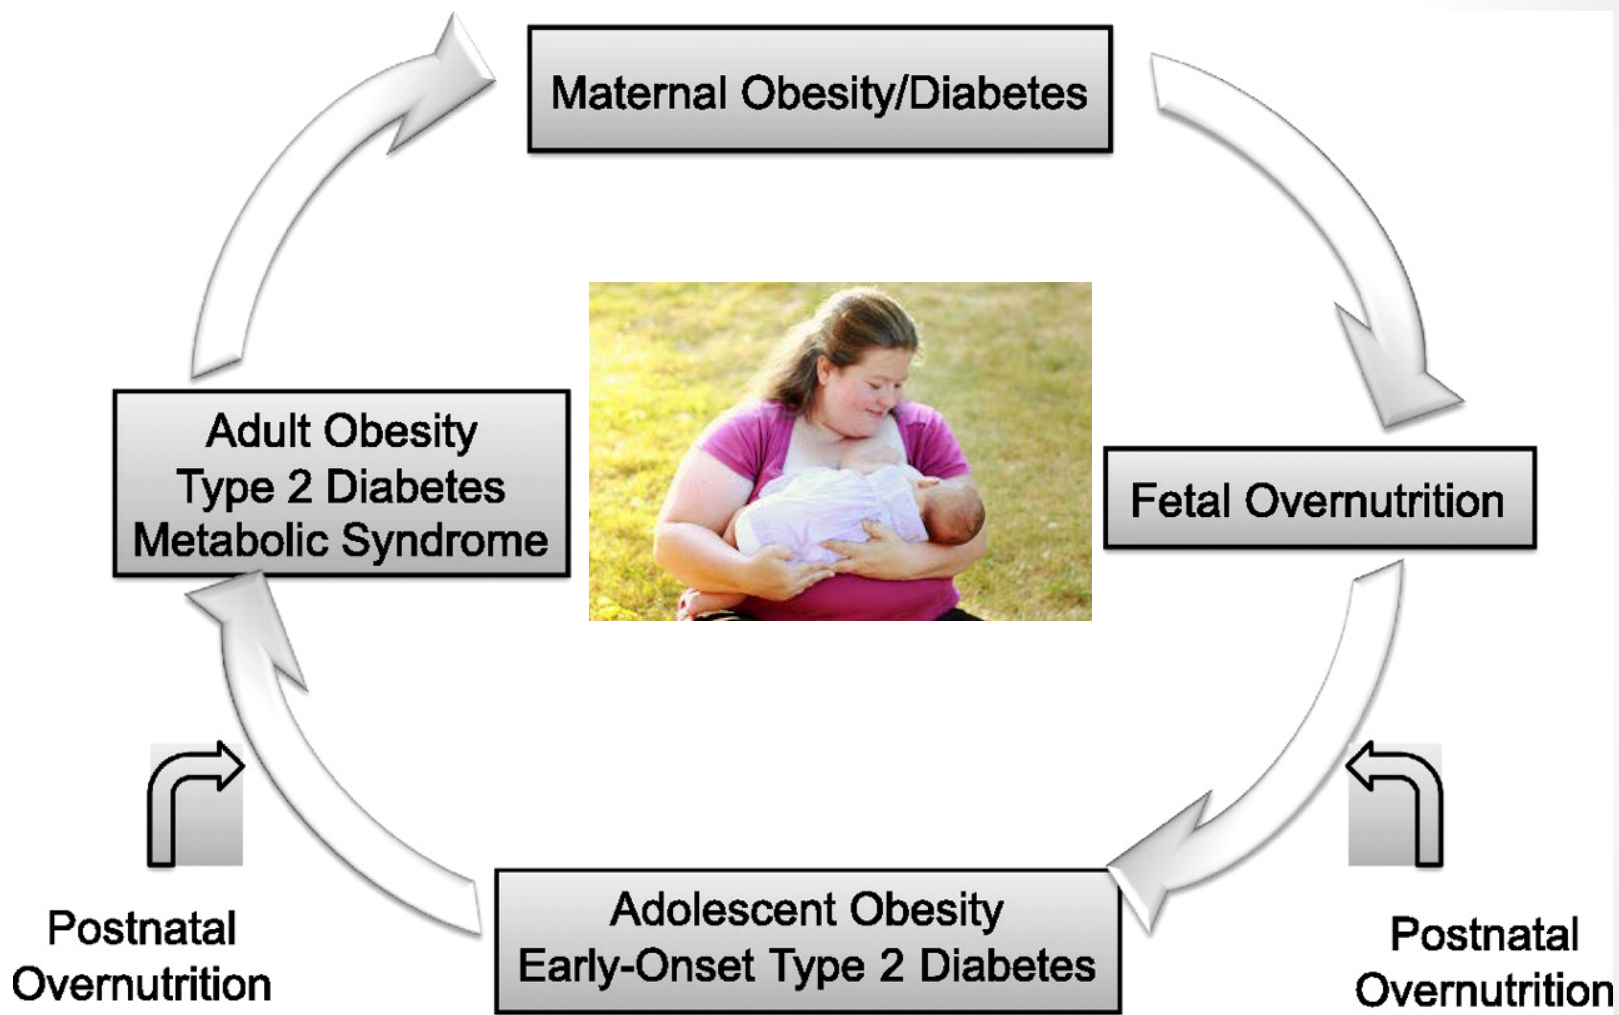 Maternal Obesity/Diabetes
Adult Obesity
Type 2 Diabetes
Metabolic Syndrome
Fetal Overnutrition
Adolescent Obesity
Early-Onset Type 2 Diabetes
Postnatal
Overnutrition
Postnatal
Overnutrition